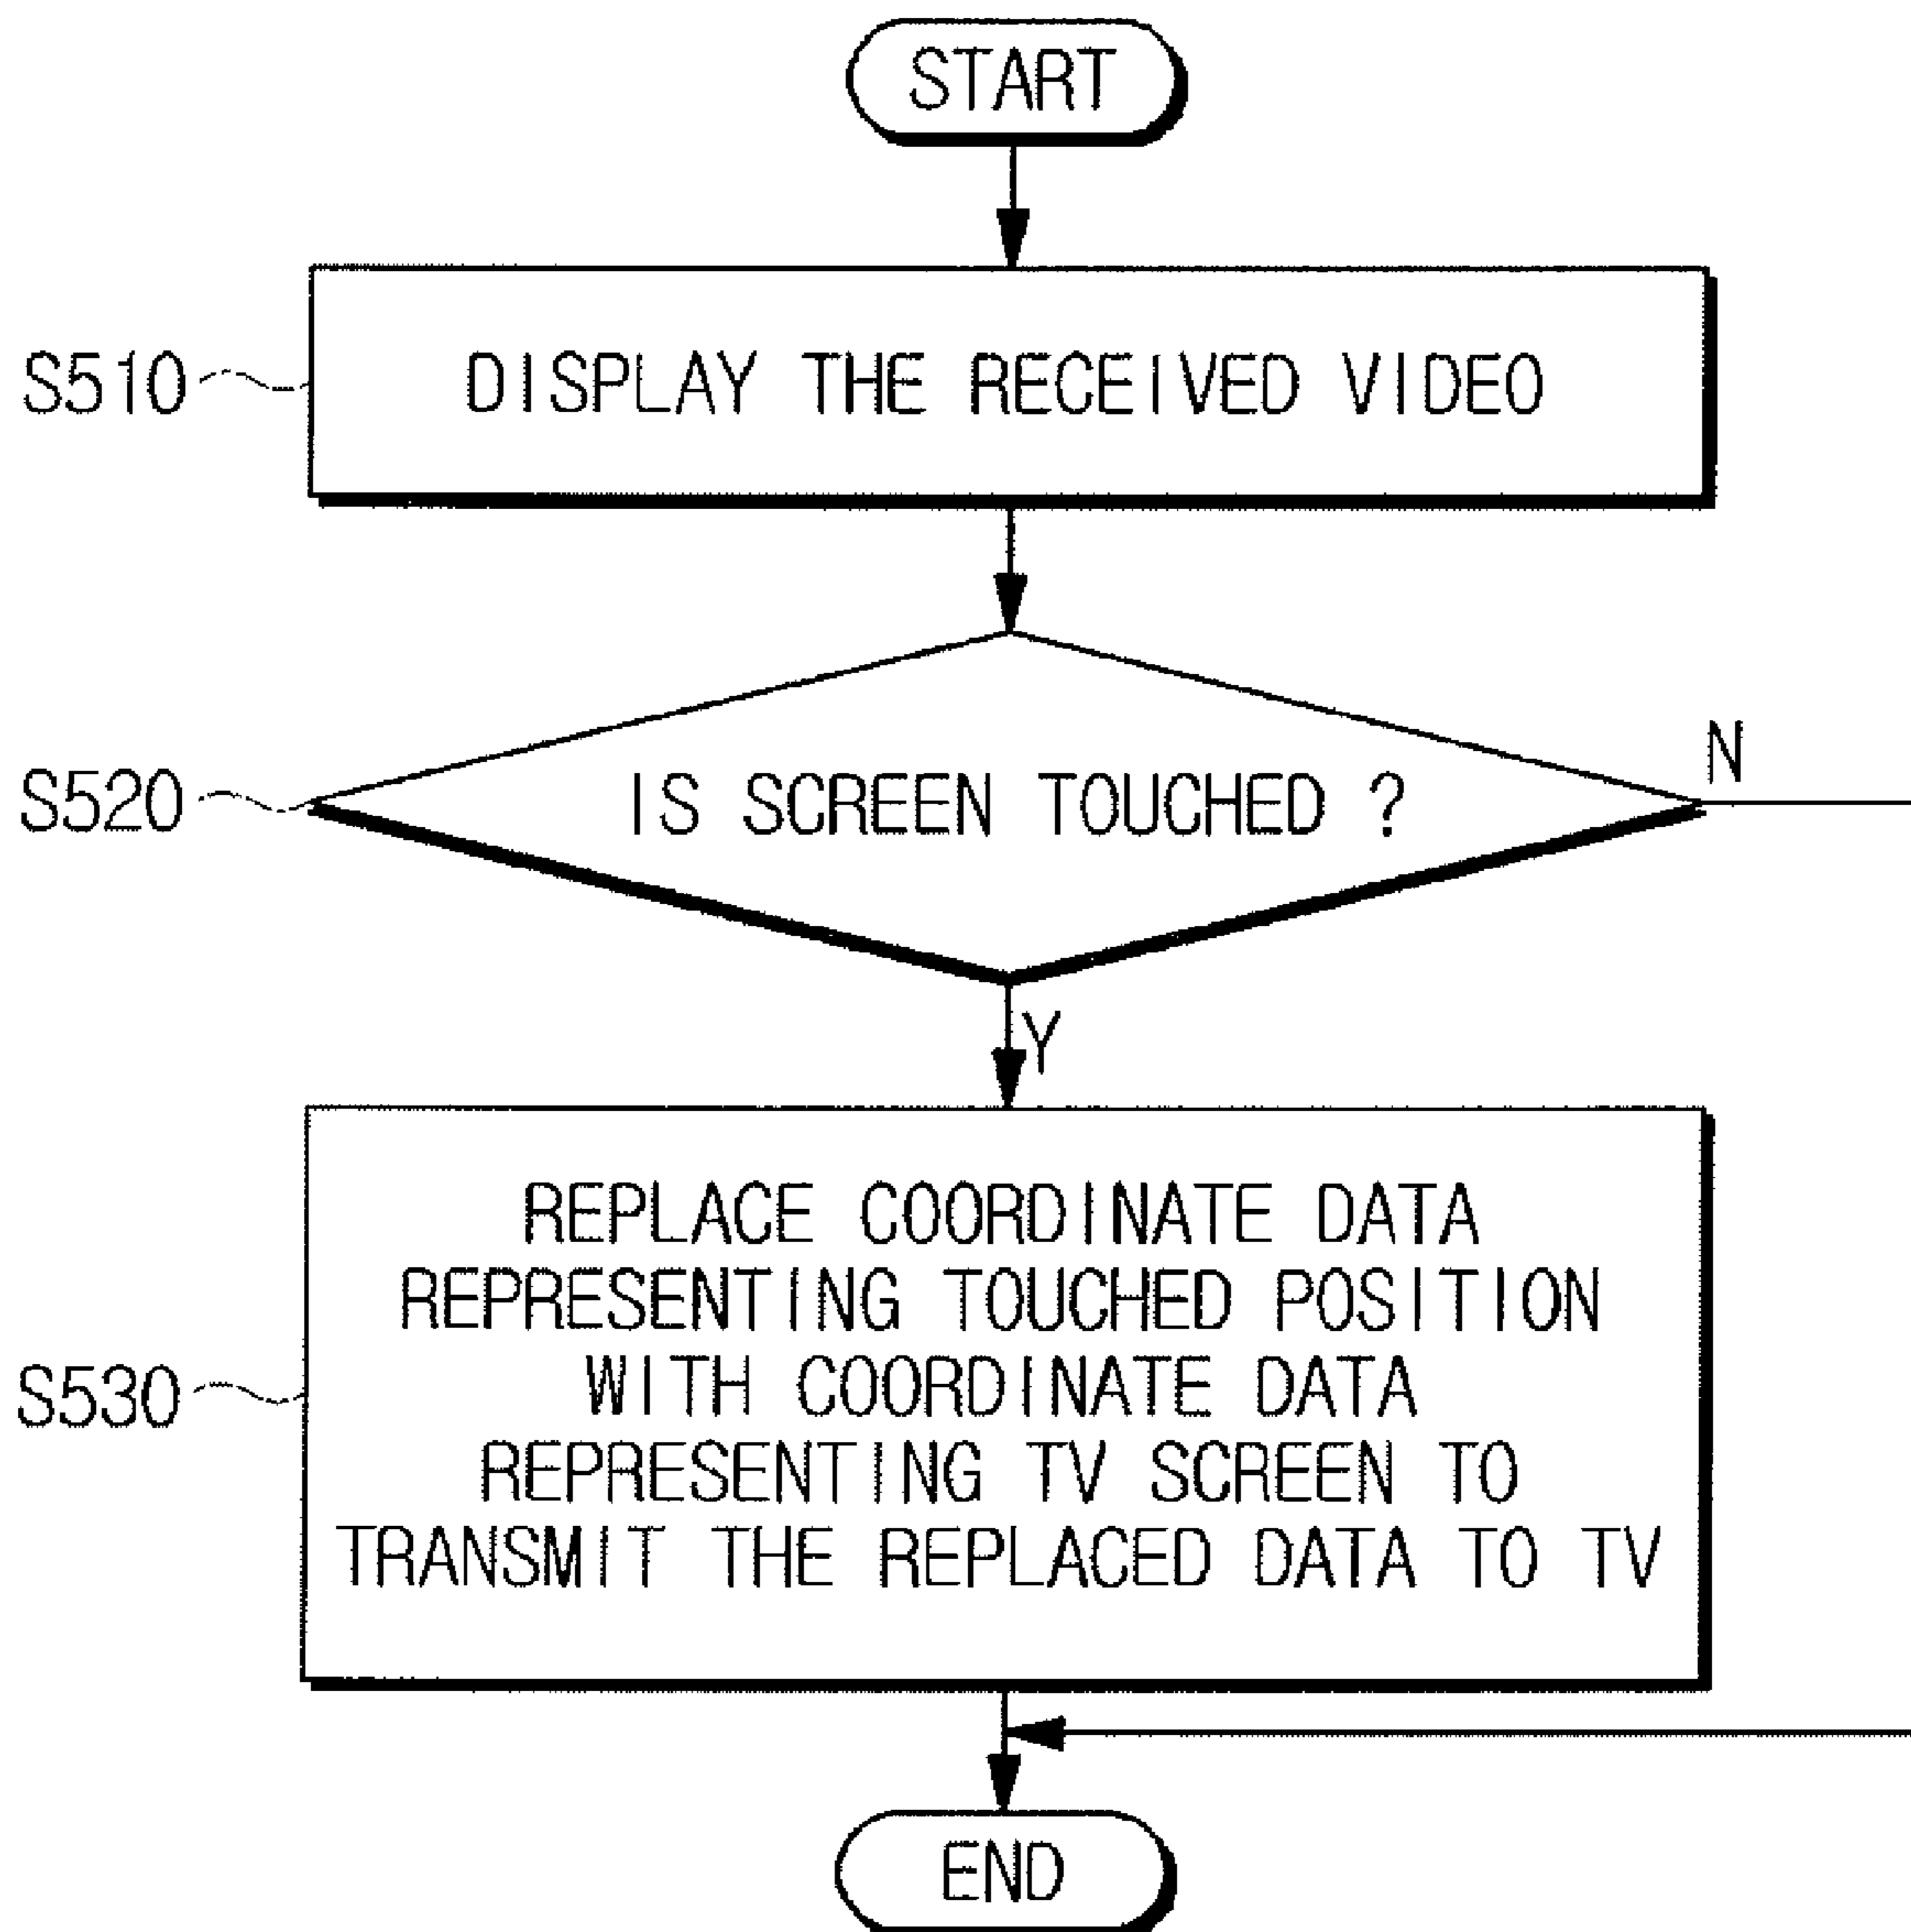 START
S510
DISPLAY THE RECEIVED VIDEO
S520
IS SCREEN TOUCHED ?
N
Y
S530
REPLACE COORDINATE DATA
REPRESENTING TOUCHED POSITION
WITH COORDINATE DATA
REPRESENTING TV SCREEN TO
TRANSMIT THE REPLACED DATA TO TV
END